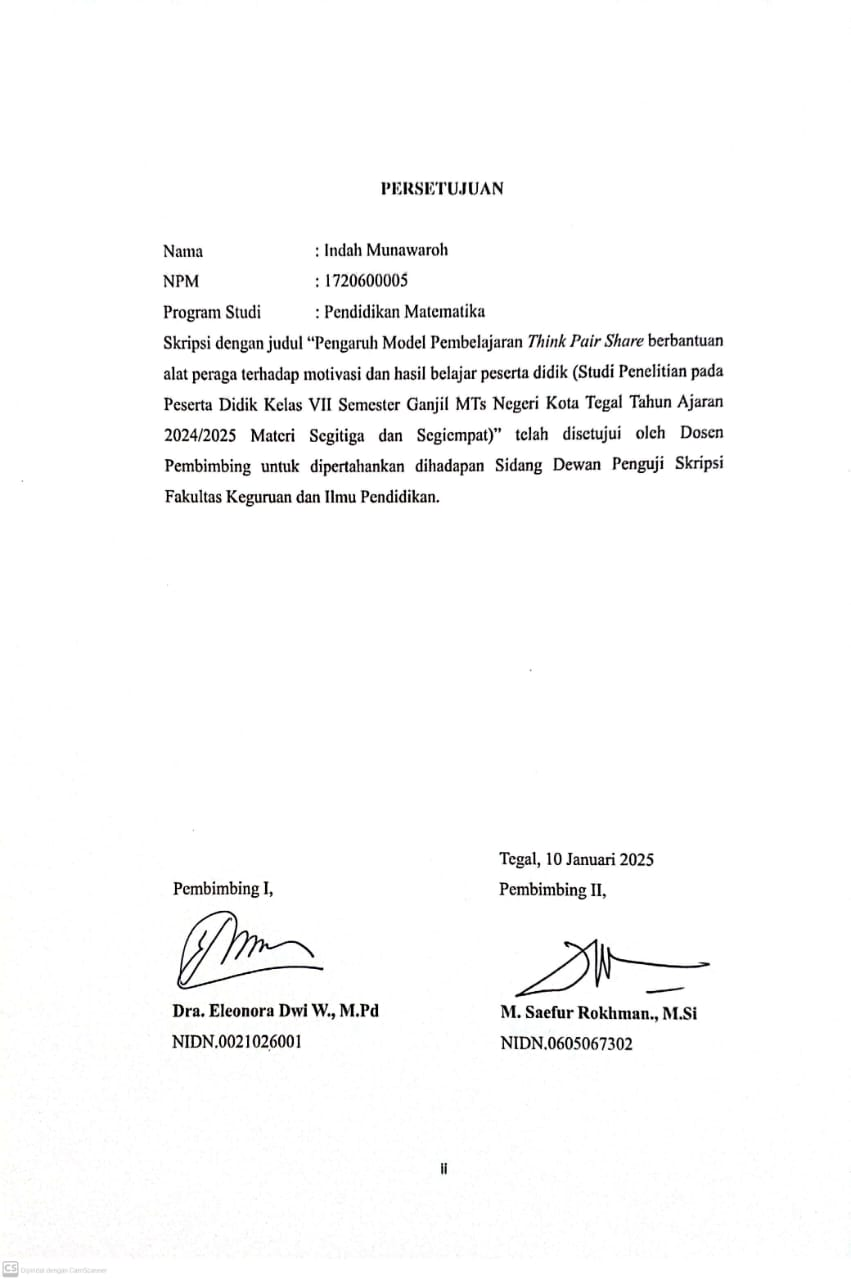 PERSETUJUAN
Nama : Indah Munawaroh
NPM : 1720600005
Program Studi : Pendidikan Matematika
Skripsi dengan judul “Pengaruh Model Pembelajaran Think Pair Share berbantuan
alat peraga terhadap motivasi dan hasil belajar peserta didik (Studi Penelitian pada
Peserta Didik Kelas VII Semester Ganjil MTs Negeri Kota Tegal Tahun Ajaran
2024/2025 Materi Segitiga dan Segiempat)” telah disetujui oleh Dosen
Pembimbing untuk dipertahankan dihadapan Sidang Dewan Penguji Skripsi
Fakultas Keguruan dan Ilmu Pendidikan.
Tegal, 10 Januari 2025
Pembimbing I, Pembimbing II,
Dra. Eleonora Dwi W., M.Pd M. Saefur Rokhman., M.Si
NIDN.0021026001 NIDN.0605067302
ii
CS Dipindai dengan CamScanner